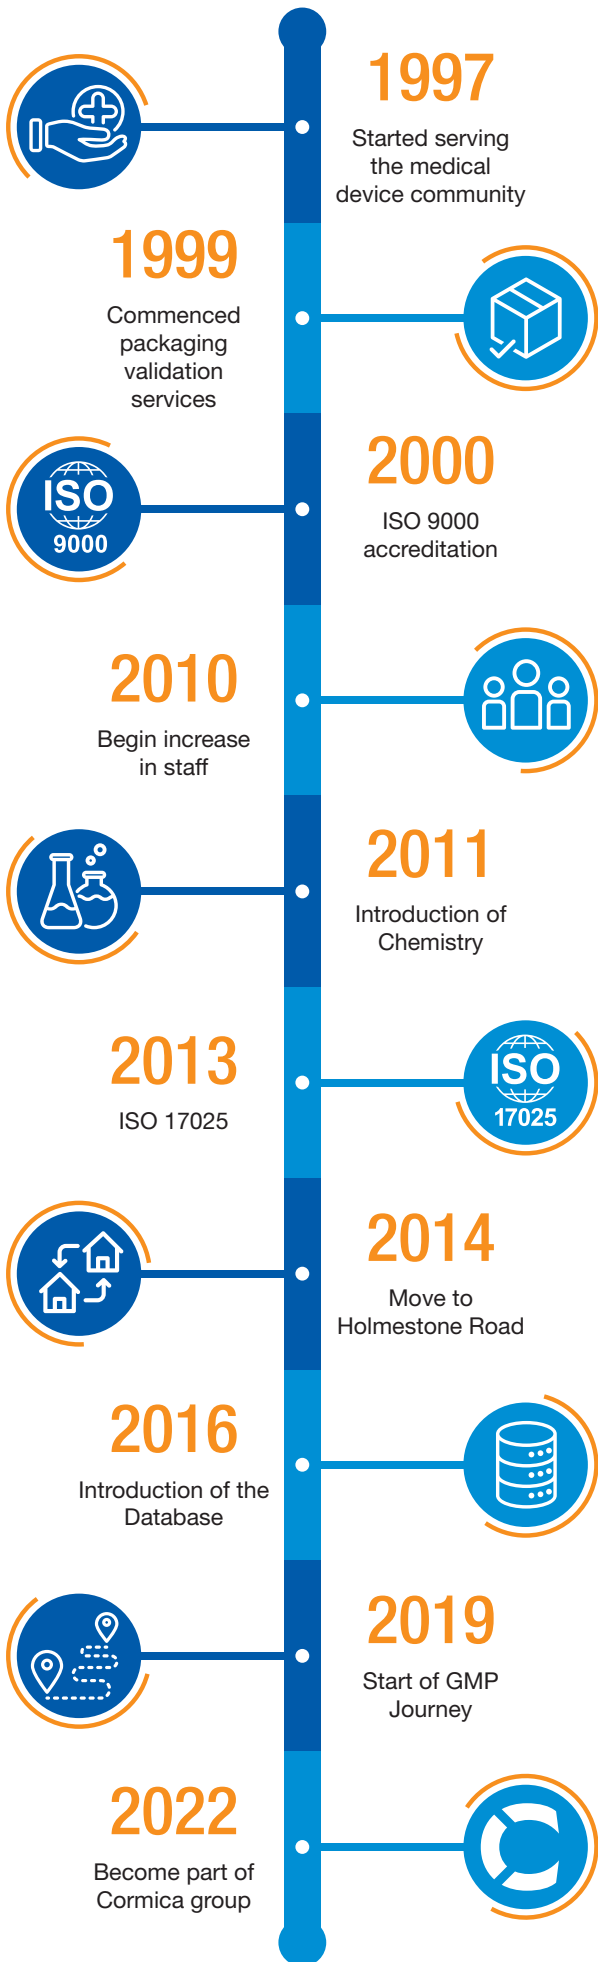 1997
Started serving
the medical
device community
1999
Commenced
packaging
validation
services
ISO
9000
2000
ISO 9000
accreditation
2010
Begin increase
in staff
2011
Introduction of
Chemistry
2013
ISO 17025
ISO
17025
2014
Move to
Holmestone Road
2016
Introduction of the
Database
2019
Start of GMP
Journey
2022
Become part of
Cormica group